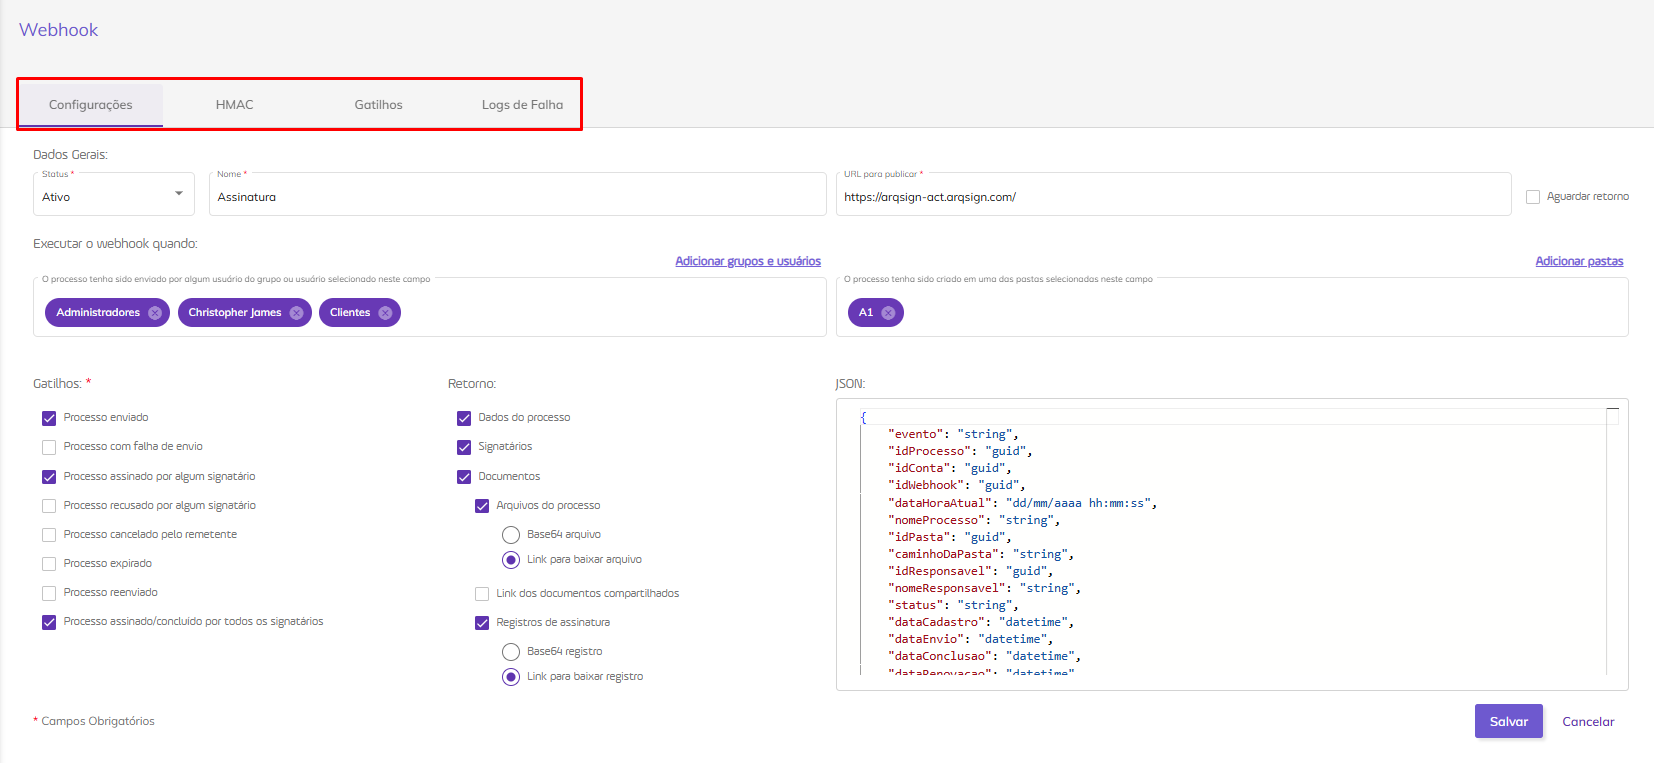 Webhook
Configurações HMAC Gatilhos Logs de Falha
Dados Gerais:
Status * Nome * URL para publicar *
Ativo Assinatura https://arqsign-act.arqsign.com/ Aguardar retorno
Executar o webhook quando:
Adicionar grupos e usuários Adicionar pastas
O processo tenha sido enviado por algum usuário do grupo ou usuário selecionado neste campo O processo tenha sido criado em uma das pastas selecionadas neste campo
Administradores Christopher James Clientes A1
Gatilhos: *
Processo enviado
Processo com falha de envio
Processo assinado por algum signatário
Processo recusado por algum signatário
Processo cancelado pelo remetente
Processo expirado
Processo reenviado
Processo assinado/concluído por todos os signatários
Retorno:
Dados do processo
Signatários
Documentos
Arquivos do processo
Base64 arquivo
Link para baixar arquivo
Link dos documentos compartilhados
Registros de assinatura
Base64 registro
Link para baixar registro
JSON:
{
"evento": "string",
"idProcesso": "guid",
"idConta": "guid",
"idWebhook": "guid",
"dataHoraAtual": "dd/mm/aaaa hh:mm:ss",
"nomeProcesso": "string",
"idPasta": "guid",
"caminhoDaPasta": "string",
"idResponsavel": "guid",
"nomeResponsavel": "string",
"status": "string",
"dataCadastro": "datetime",
"dataEnvio": "datetime",
"dataConclusao": "datetime",
"dataRenovacao": "datetime"
* Campos Obrigatórios
Salvar Cancelar